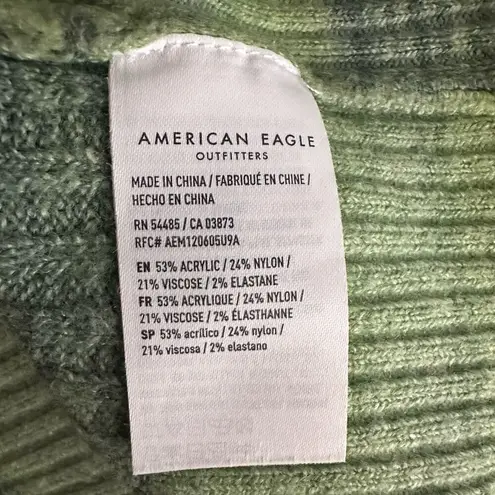 AMERICAN EAGLE
OUTFITTERS
MADE IN CHINA / FABRIQUÉ EN CHINE /
HECHO EN CHINA
RN 54485 / CA 03873
RFC# AEM120605U9A
EN 53% ACRYLIC / 24% NYLON /
21% VISCOSE / 2% ELASTANE
FR 53% ACRYLIQUE / 24% NYLON /
21% VISCOSE / 2% ÉLASTHANNE
SP 53% acrílico / 24% nylon /
21% viscosa / 2% elastano